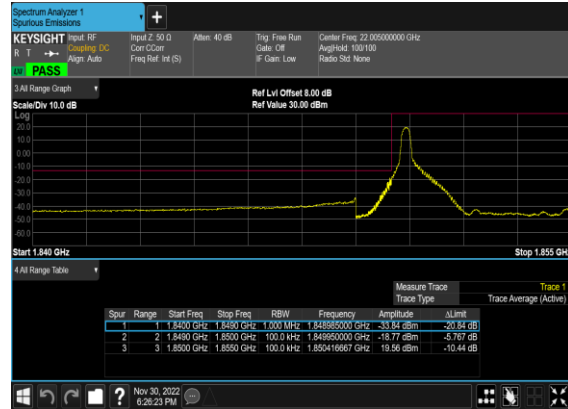 Spectrum Analyzer 1
Spurious Emissions
KEYSIGHT Input: RF Input Z: 50 Ω Atten: 40 dB Trig: Free Run Center Freq: 22.005000000 GHz
R T Coupling: DC Corr CCorr Gate: Off Avg|Hold: 100/100
Align: Auto Freq Ref: Int (S) IF Gain: Low Radio Std: None
PASS
3 All Range Graph
Ref Lvl Offset 8.00 dB
Scale/Div 10.0 dB Ref Value 30.00 dBm
Log
20.0
10.0
0.00
-10.0
-20.0
-30.0
-40.0
-50.0
-60.0
Start 1.840 GHz Stop 1.855 GH
4 All Range Table
Measure Trace Trace 1
Trace Type Trace Average (Active)
Spur Range Start Freq Stop Freq RBW Frequency Amplitude ΔLimit
1 1 1.8400 GHz 1.8490 GHz 1.000 MHz 1.848985000 GHz -33.84 dBm -20.84 dB
2 2 1.8490 GHz 1.8500 GHz 100.0 kHz 1.849950000 GHz -18.77 dBm -5.767 dB
3 3 1.8500 GHz 1.8550 GHz 100.0 kHz 1.850416667 GHz 19.56 dBm -10.44 dB
? Nov 30, 2022
6:26:23 PM